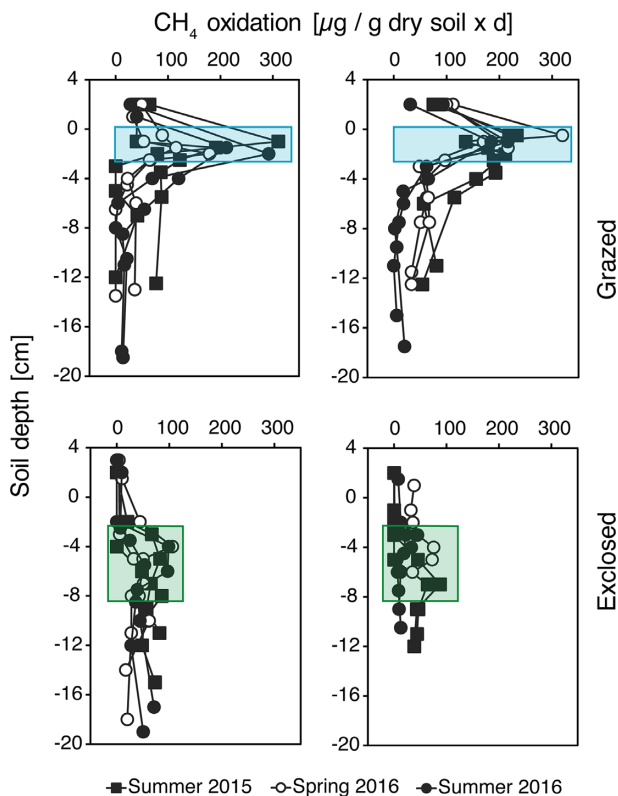 CH4 oxidation [µg / g dry soil x d]
0 100 200 300 0 100 200 300
4 4
0 0
-4 -4
-8 -8
-12 -12
-16 -16
-20 -20
Grazed
Soil depth [cm]
0 100 200 300 0 100 200 300
4 4
0 0
-4 -4
-8 -8
-12 -12
-16 -16
-20 -20
Exclosed
Summer 2015 Spring 2016 Summer 2016